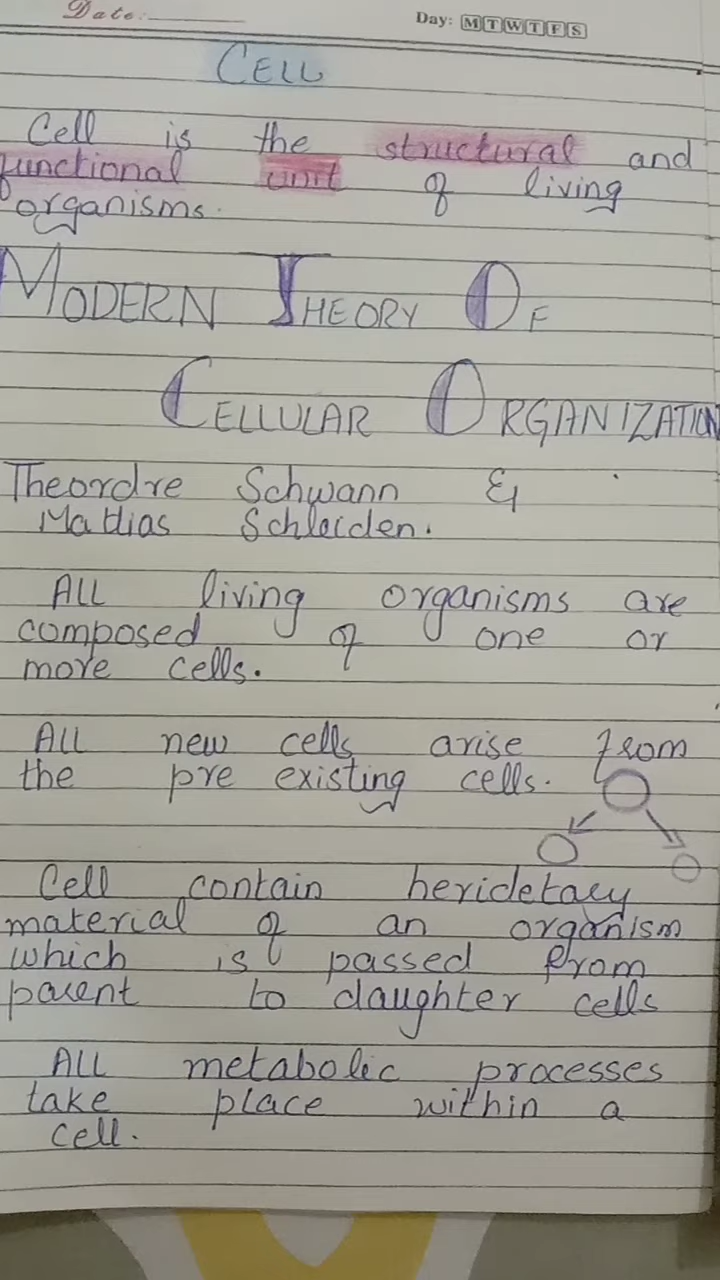 Date:
Day: M T W T F S
CELL
Cell is the structural and
functional unit of living
organisms.
MODERN THEORY OF
CELLULAR ORGANIZATION
Theordre Schwann &
Mattias Schleiden.
All living organisms are
composed of one or
more cells.
All new cells arise from
the pre existing cells.
Cell contain heridetary
material of an organism
which is passed from
parent to daughter cells
All metabolic processes
take place within a
cell.